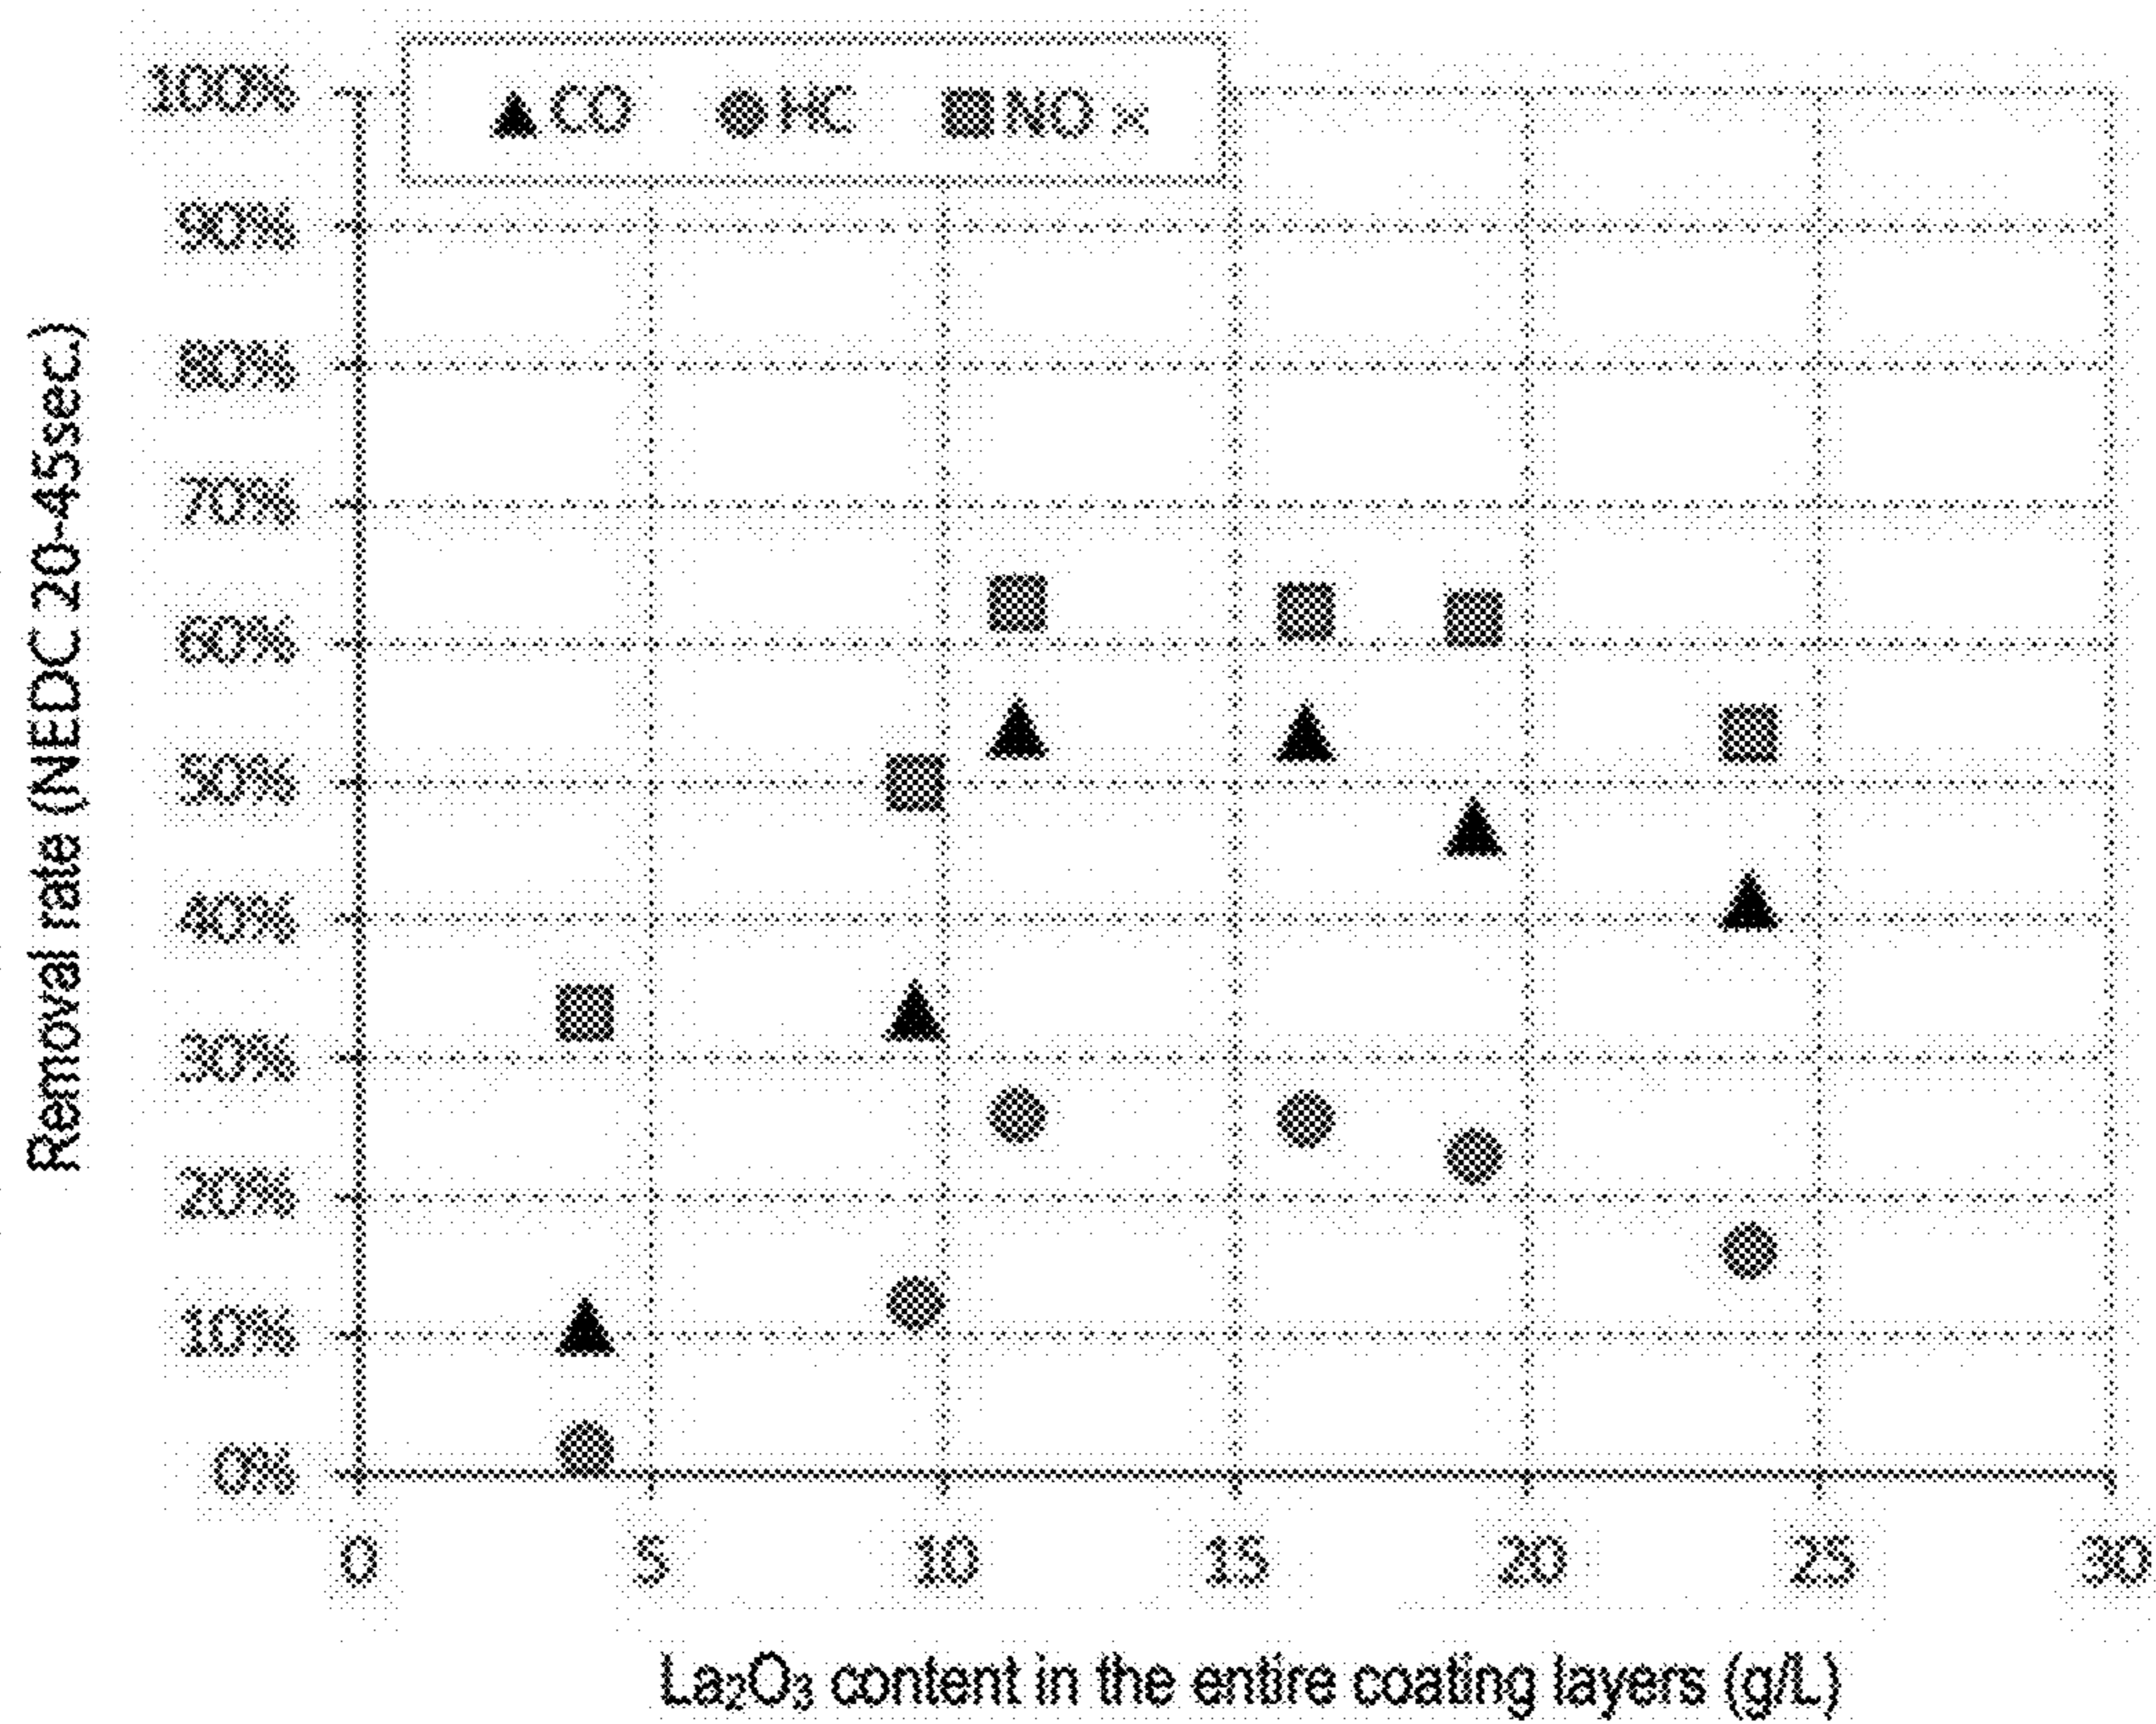 CO HC NO x
100%
90%
80%
70%
60%
50%
40%
30%
20%
10%
0%
0 5 10 15 20 25 30
Removal rate (NEDC 20-45sec.)
La₂O₃ content in the entire coating layers (g/L)